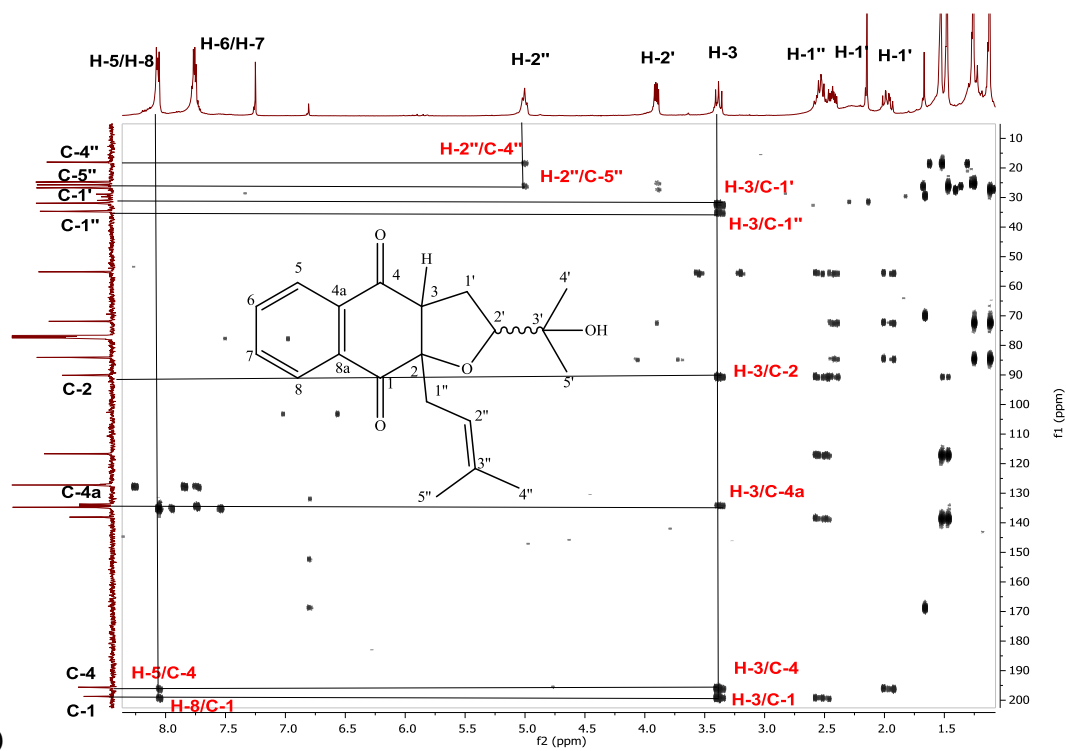 H-5/H-8
H-6/H-7
H-2''
H-2'
H-3
H-1''
H-1'
H-1'
C-4''
C-5''
C-1'
C-1''
C-2
C-4a
C-4
C-1
H-2''/C-4''
H-2''/C-5''
H-3/C-1'
H-3/C-1''
H-3/C-2
H-3/C-4a
H-3/C-4
H-3/C-1
H-5/C-4
H-8/C-1
O
H
4
5
4a
3
1'
4'
6
2'
3'
OH
7
8a
2
O
5'
8
1
1''
O
2''
3''
5''
4''
10
20
30
40
50
60
70
80
90
100
110
120
130
140
150
160
170
180
190
200
f1 (ppm)
8.0 7.5 7.0 6.5 6.0 5.5 5.0 4.5 4.0 3.5 3.0 2.5 2.0 1.5
f2 (ppm)
)